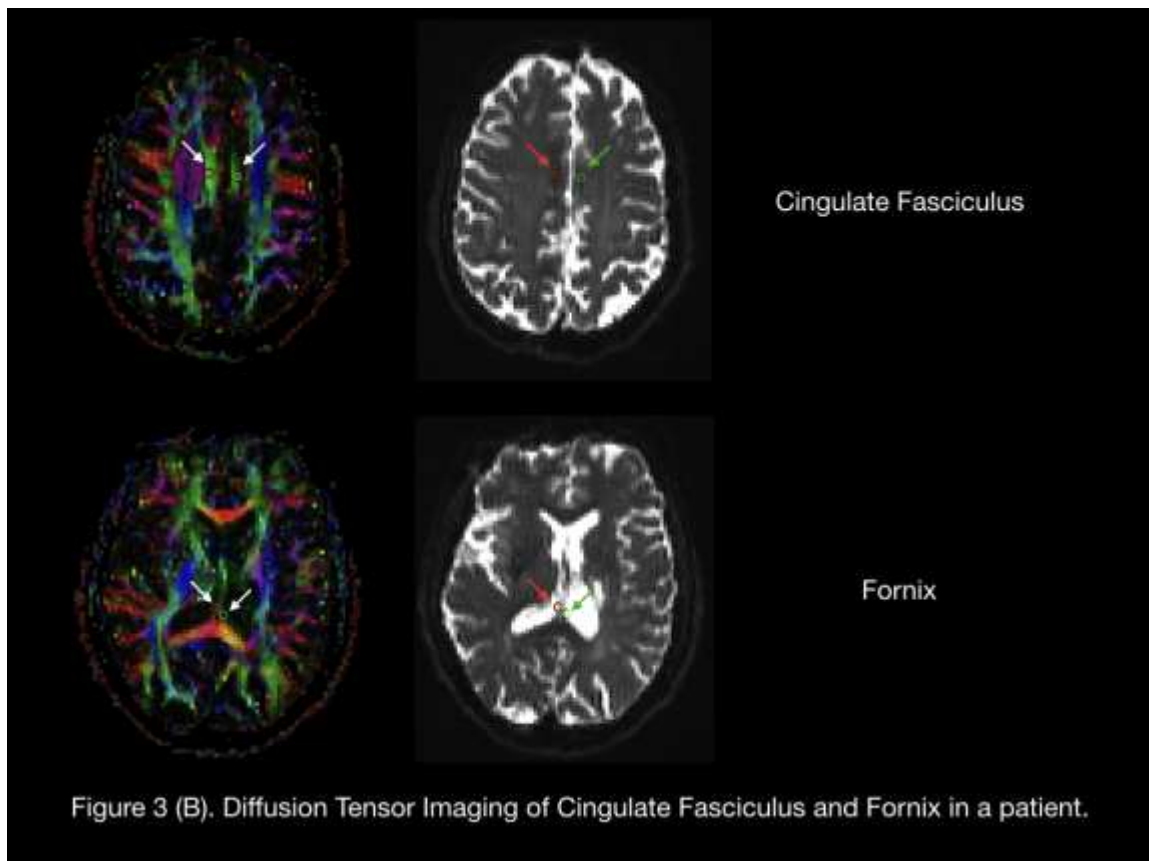 Cingulate Fasciculus
Fornix
Figure 3 (B). Diffusion Tensor Imaging of Cingulate Fasciculus and Fornix in a patient.